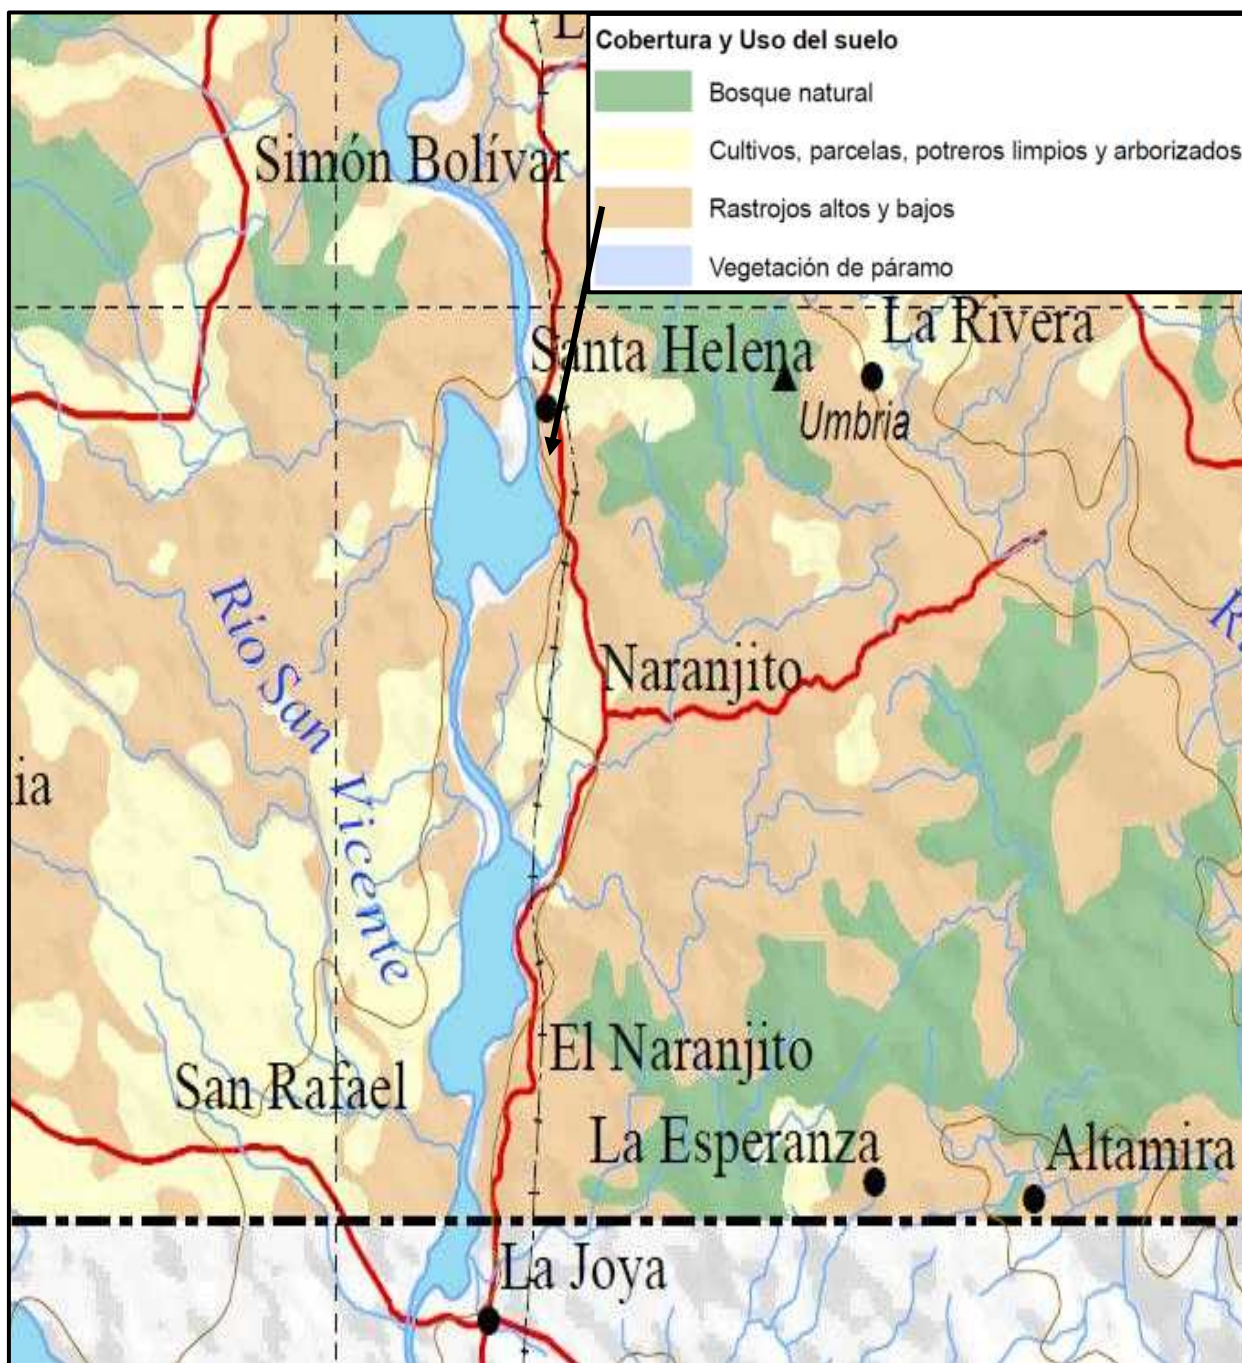 L
Cobertura y Uso del suelo
Bosque natural
Cultivos, parcelas, potreros limpios y arborizados
Rastrojos altos y bajos
Vegetación de páramo
Simón Bolívar
La Rivera
Santa Helena
Umbria
Río San Vicente
R
Naranjito
ia
El Naranjito
San Rafael
La Esperanza
Altamira
La Joya